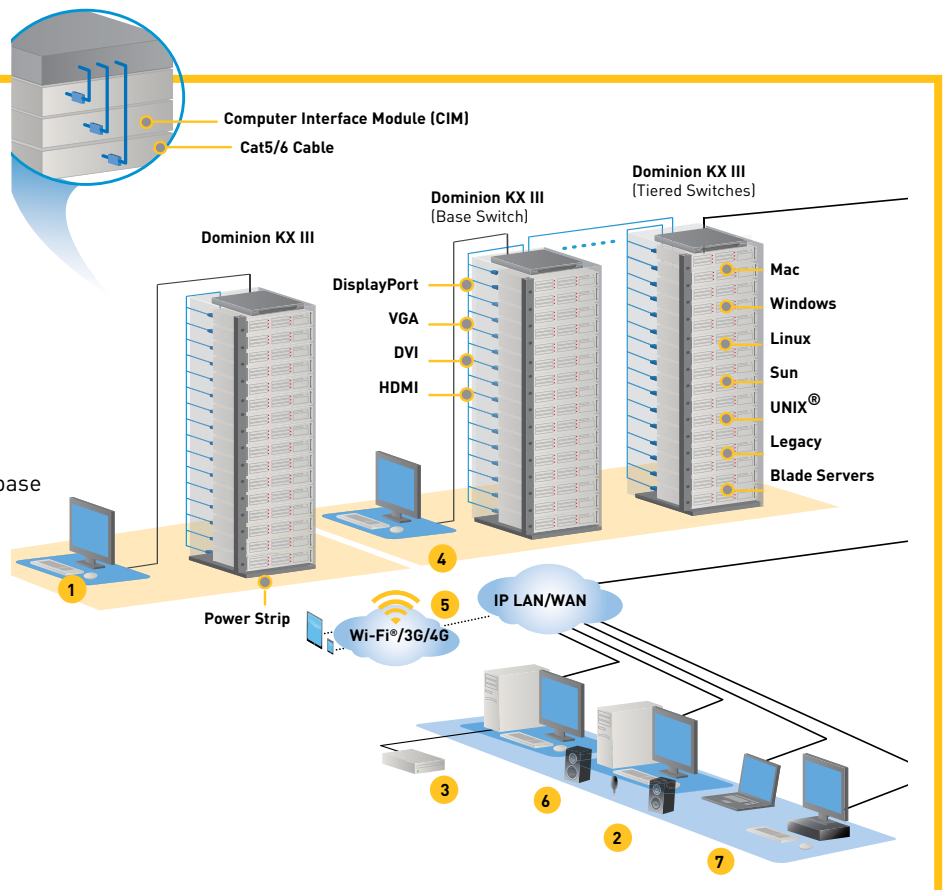 Computer Interface Module (CIM)
Cat5/6 Cable
Dominion KX III
Dominion KX III
(Base Switch)
Dominion KX III
(Tiered Switches)
DisplayPort
VGA
DVI
HDMI
Mac
Windows
Linux
Sun
UNIX®
Legacy
Blade Servers
base
1
4
Power Strip
5
Wi-Fi®/3G/4G
IP LAN/WAN
3
6
2
7